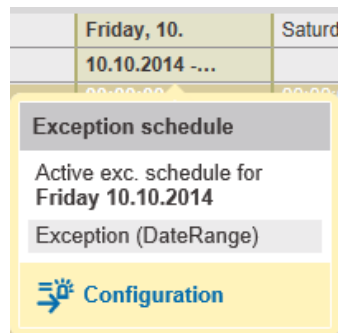 Friday, 10. Saturd
10.10.2014 -...
Exception schedule
Active exc. schedule for
Friday 10.10.2014
Exception (DateRange)
Configuration